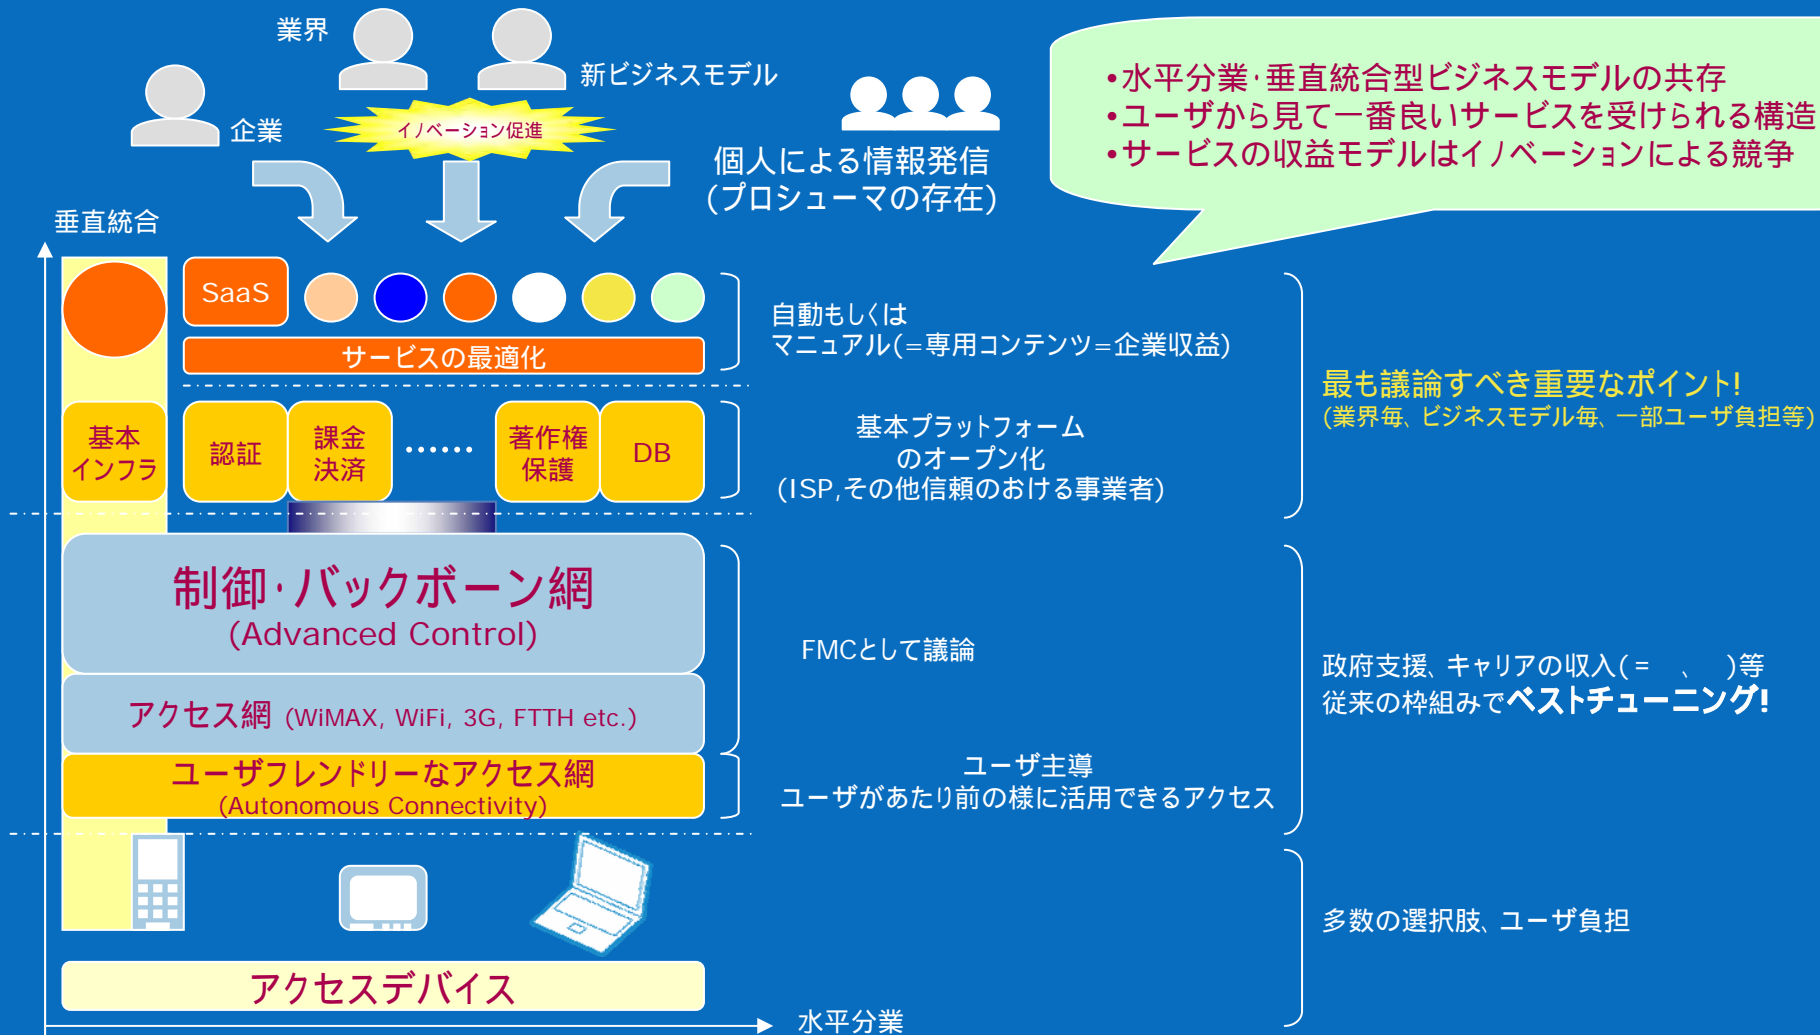 業界
新ビジネスモデル
企業
イノベーション促進
個人による情報発信
(プロシューマの存在)
•水平分業･垂直統合型ビジネスモデルの共存
•ユーザから見て一番良いサービスを受けられる構造
•サービスの収益モデルはイノベーションによる競争
垂直統合
SaaS
サービスの最適化
自動もしくは
マニュアル(=専用コンテンツ=企業収益)
基本
インフラ
認証
課金
決済
……
著作権
保護
DB
基本プラットフォーム
のオープン化
(ISP,その他信頼のおける事業者)
最も議論すべき重要なポイント!
(業界毎、ビジネスモデル毎、一部ユーザ負担等)
制御･バックボーン網
(Advanced Control)
FMCとして議論
アクセス網 (WiMAX, WiFi, 3G, FTTH etc.)
ユーザフレンドリーなアクセス網
(Autonomous Connectivity)
ユーザ主導
ユーザがあたり前の様に活用できるアクセス
政府支援、キャリアの収入(= 、 )等
従来の枠組みでベストチューニング!
多数の選択肢、ユーザ負担
アクセスデバイス
水平分業